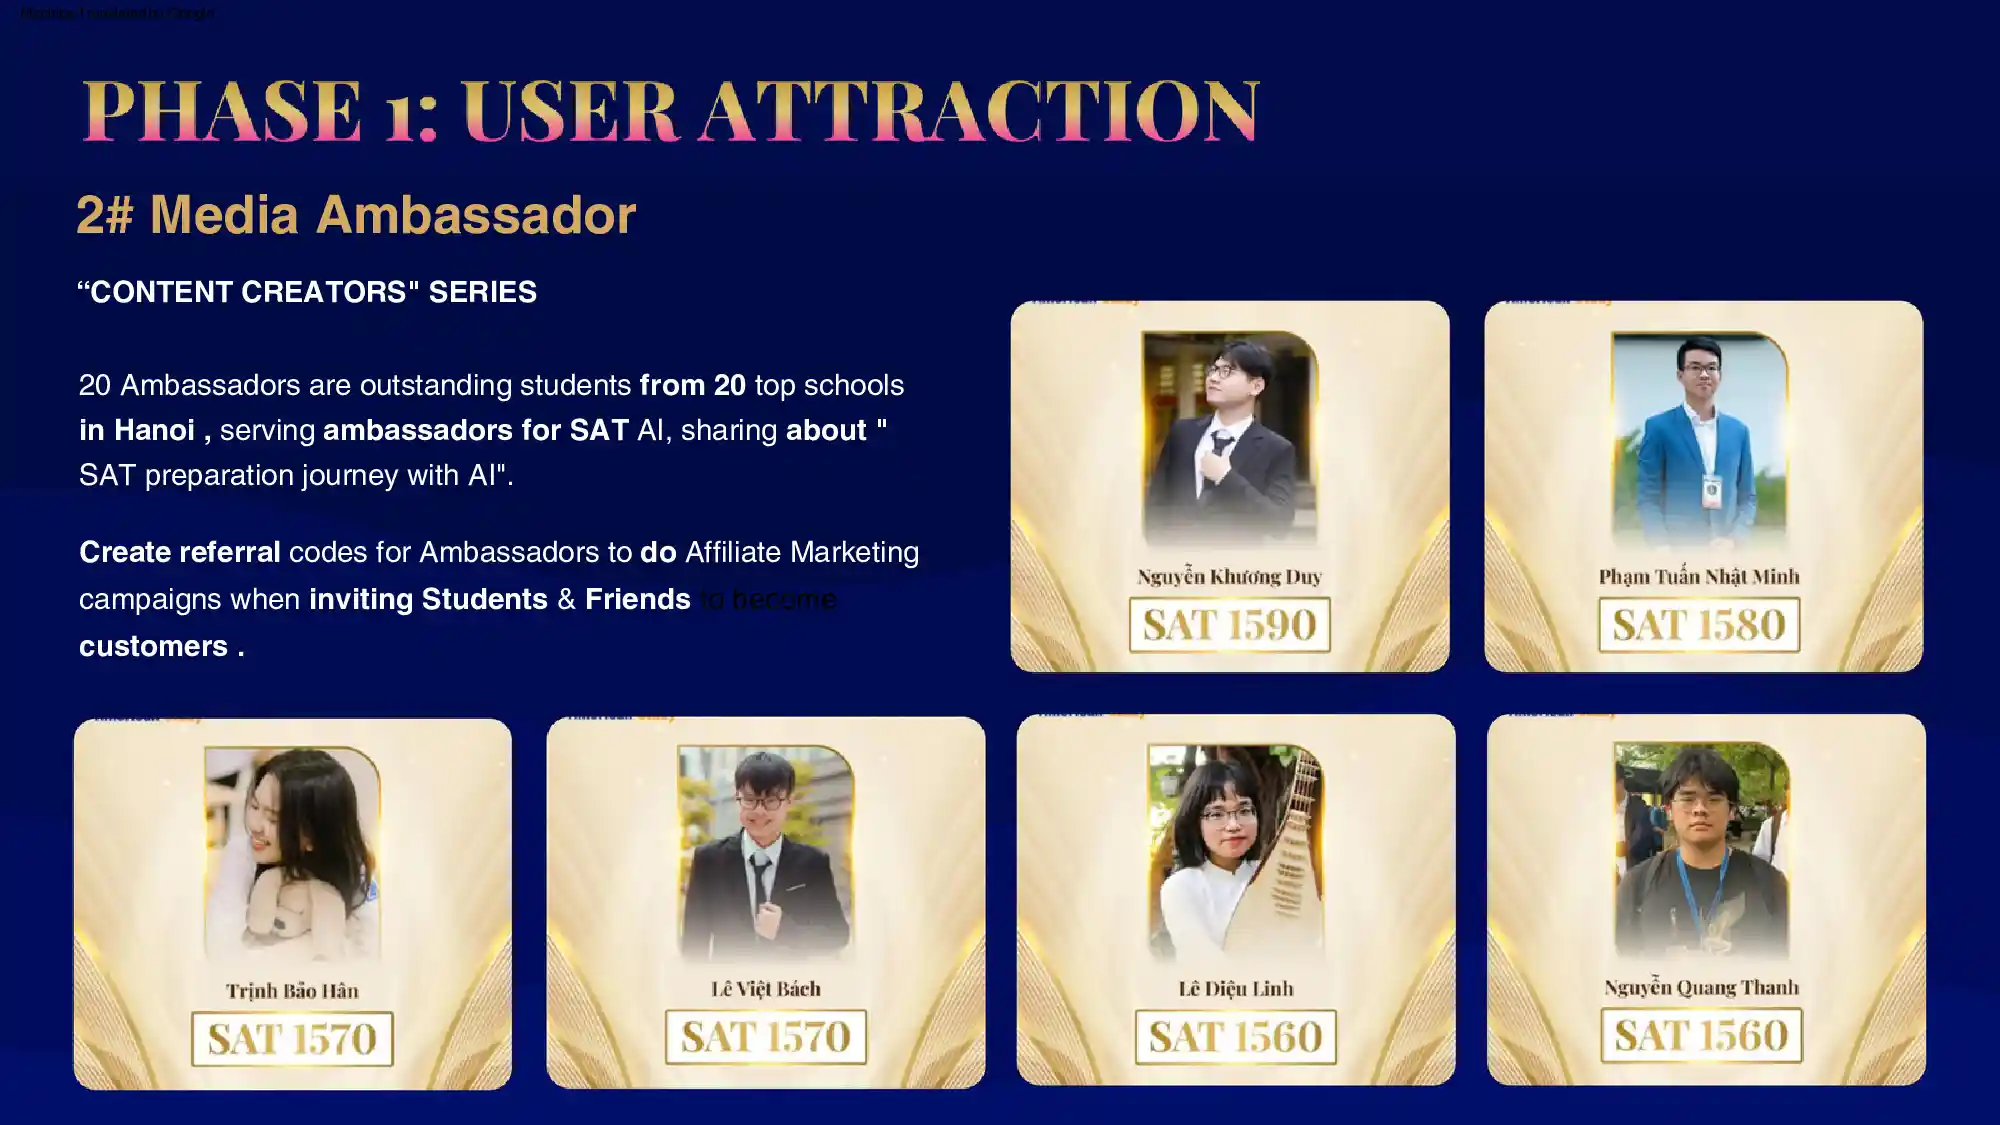 PHASE 1: USER ATTRACTION
2# Media Ambassador
“CONTENT CREATORS" SERIES
20 Ambassadors are outstanding students from 20 top schools
in Hanoi , serving ambassadors for SAT AI, sharing about "
SAT preparation journey with AI".
Create referral codes for Ambassadors to do Affiliate Marketing
campaigns when inviting Students & Friends to become
customers .
Nguyễn Khương Duy
SAT 1590
Phạm Tuấn Nhật Minh
SAT 1580
Trịnh Bảo Hân
SAT 1570
Lê Việt Bách
SAT 1570
Lê Diệu Linh
SAT 1560
Nguyễn Quang Thanh
SAT 1560